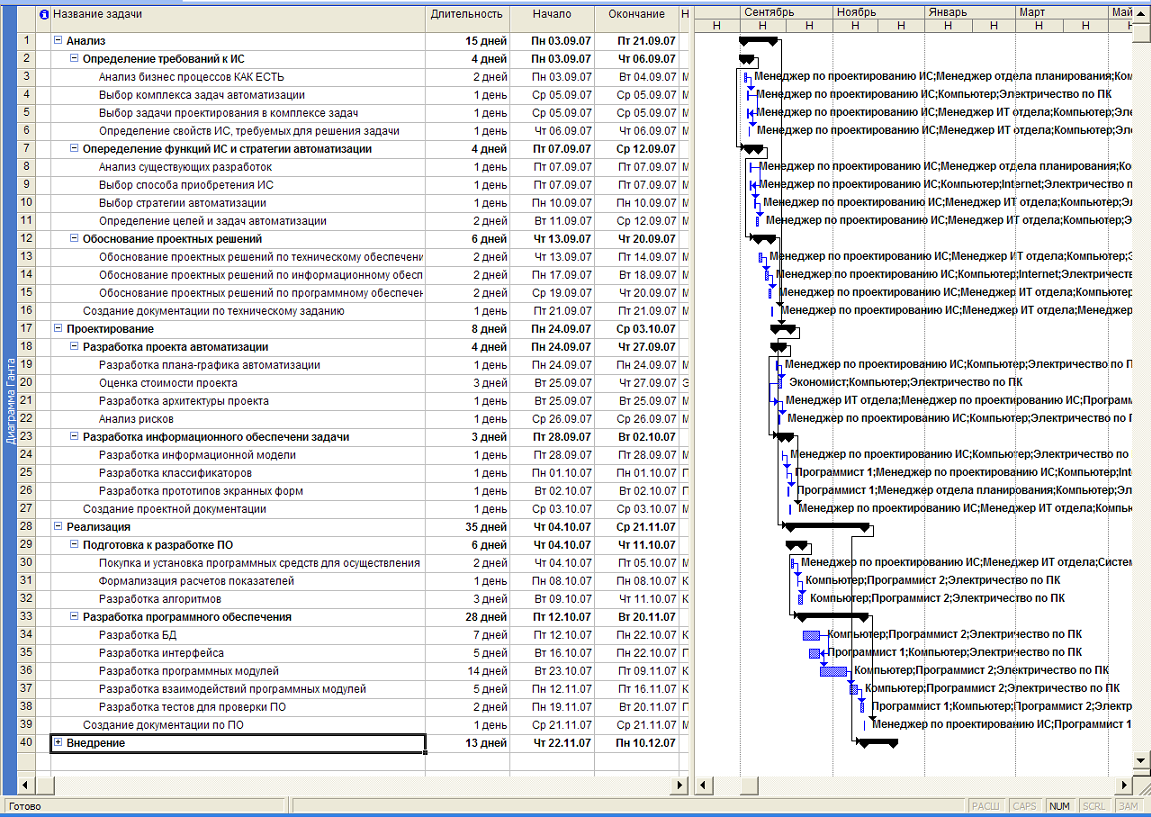 Название задачи Длительность Начало Окончание Н
Сентябрь Ноябрь Январь Март Май
Н Н Н Н Н Н Н Н Н
1 Анализ 15 дней Пн 03.09.07 Пт 21.09.07
2 Определение требований к ИС 4 дней Пн 03.09.07 Чт 06.09.07
3 Анализ бизнес процессов КАК ЕСТЬ 2 дней Пн 03.09.07 Вт 04.09.07 М Менеджер по проектированию ИС;Менеджер отдела планирования;Ком
4 Выбор комплекса задач автоматизации 1 день Ср 05.09.07 Ср 05.09.07 М Менеджер по проектированию ИС;Компьютер;Электричество по ПК
5 Выбор задачи проектирования в комплексе задач 1 день Ср 05.09.07 Ср 05.09.07 М Менеджер по проектированию ИС;Менеджер ИТ отдела;Компьютер;Эле
6 Определение свойств ИС, требуемых для решения задачи 1 день Чт 06.09.07 Чт 06.09.07 М Менеджер по проектированию ИС;Менеджер ИТ отдела;Компьютер;Эле
7 Опеределение функций ИС и стратегии автоматизации 4 дней Пт 07.09.07 Ср 12.09.07
8 Анализ существующих разработок 1 день Пт 07.09.07 Пт 07.09.07 М Менеджер по проектированию ИС;Менеджер отдела планирования;Ко
9 Выбор способа приобретения ИС 1 день Пт 07.09.07 Пт 07.09.07 М Менеджер по проектированию ИС;Компьютер;Internet;Электричество п
10 Выбор стратегии автоматизации 1 день Пн 10.09.07 Пн 10.09.07 М Менеджер по проектированию ИС;Менеджер ИТ отдела;Компьютер;Эл
11 Определение целей и задач автоматизации 2 дней Вт 11.09.07 Ср 12.09.07 М Менеджер по проектированию ИС;Менеджер ИТ отдела;Компьютер;Э
12 Обоснование проектных решений 6 дней Чт 13.09.07 Чт 20.09.07
13 Обоснование проектных решений по техническому обеспечени 2 дней Чт 13.09.07 Пт 14.09.07 М Менеджер по проектированию ИС;Менеджер ИТ отдела;Компьютер;
14 Обоснование проектных решений по информационному обесп 2 дней Пн 17.09.07 Вт 18.09.07 М Менеджер по проектированию ИС;Компьютер;Internet;Электричест
15 Обоснование проектных решений по программному обеспечен 2 дней Ср 19.09.07 Чт 20.09.07 М Менеджер по проектированию ИС;Менеджер ИТ отдела;Компьютер
16 Создание документации по техническому заданию 1 день Пт 21.09.07 Пт 21.09.07 М Менеджер по проектированию ИС;Менеджер ИТ отдела;Менеджер
17 Проектирование 8 дней Пн 24.09.07 Ср 03.10.07
18 Разработка проекта автоматизации 4 дней Пн 24.09.07 Чт 27.09.07
19 Разработка плана-графика автоматизации 1 день Пн 24.09.07 Пн 24.09.07 М Менеджер по проектированию ИС;Компьютер;Электричество по П
20 Оценка стоимости проекта 3 дней Вт 25.09.07 Чт 27.09.07 Э Экономист;Компьютер;Электричество по ПК
21 Разработка архитектуры проекта 1 день Вт 25.09.07 Вт 25.09.07 М Менеджер ИТ отдела;Менеджер по проектированию ИС;Програм
22 Анализ рисков 1 день Ср 26.09.07 Ср 26.09.07 М Менеджер по проектированию ИС;Компьютер;Электричество по П
23 Разработка информационного обеспечени задачи 3 дней Пт 28.09.07 Вт 02.10.07
24 Разработка информационной модели 1 день Пт 28.09.07 Пт 28.09.07 М Менеджер по проектированию ИС;Компьютер;Электричество по
25 Разработка классификаторов 1 день Пн 01.10.07 Пн 01.10.07 П Программист 1;Менеджер по проектированию ИС;Компьютер;Int
26 Разработка прототипов экранных форм 1 день Вт 02.10.07 Вт 02.10.07 П Программист 1;Менеджер отдела планирования;Компьютер;Эл
27 Создание проектной документации 1 день Ср 03.10.07 Ср 03.10.07 М Менеджер по проектированию ИС;Менеджер ИТ отдела;Компью
28 Реализация 35 дней Чт 04.10.07 Ср 21.11.07
29 Подготовка к разработке ПО 6 дней Чт 04.10.07 Чт 11.10.07
30 Покупка и установка программных средств для осуществления 2 дней Чт 04.10.07 Пт 05.10.07 М Менеджер по проектированию ИС;Менеджер ИТ отдела;Систем
31 Формализация расчетов показателей 1 день Пн 08.10.07 Пн 08.10.07 К Компьютер;Программист 2;Электричество по ПК
32 Разработка алгоритмов 3 дней Вт 09.10.07 Чт 11.10.07 К Компьютер;Программист 2;Электричество по ПК
33 Разработка программного обеспечения 28 дней Пт 12.10.07 Вт 20.11.07
34 Разработка БД 7 дней Пт 12.10.07 Пн 22.10.07 К Компьютер;Программист 2;Электричество по ПК
35 Разработка интерфейса 5 дней Вт 16.10.07 Пн 22.10.07 П Программист 1;Компьютер;Электричество по ПК
36 Разработка программных модулей 14 дней Вт 23.10.07 Пт 09.11.07 К Компьютер;Программист 2;Электричество по ПК
37 Разработка взаимодействий программных модулей 5 дней Пн 12.11.07 Пт 16.11.07 К Компьютер;Программист 2;Электричество по ПК
38 Разработка тестов для проверки ПО 2 дней Пн 19.11.07 Вт 20.11.07 П Программист 1;Компьютер;Программист 2;Электр
39 Создание документации по ПО 1 день Ср 21.11.07 Ср 21.11.07 М Менеджер по проектированию ИС;Программист 1
40 Внедрение 13 дней Чт 22.11.07 Пн 10.12.07
Диаграмма Ганта
Готово РАСШ CAPS NUM SCRL ЗАМ